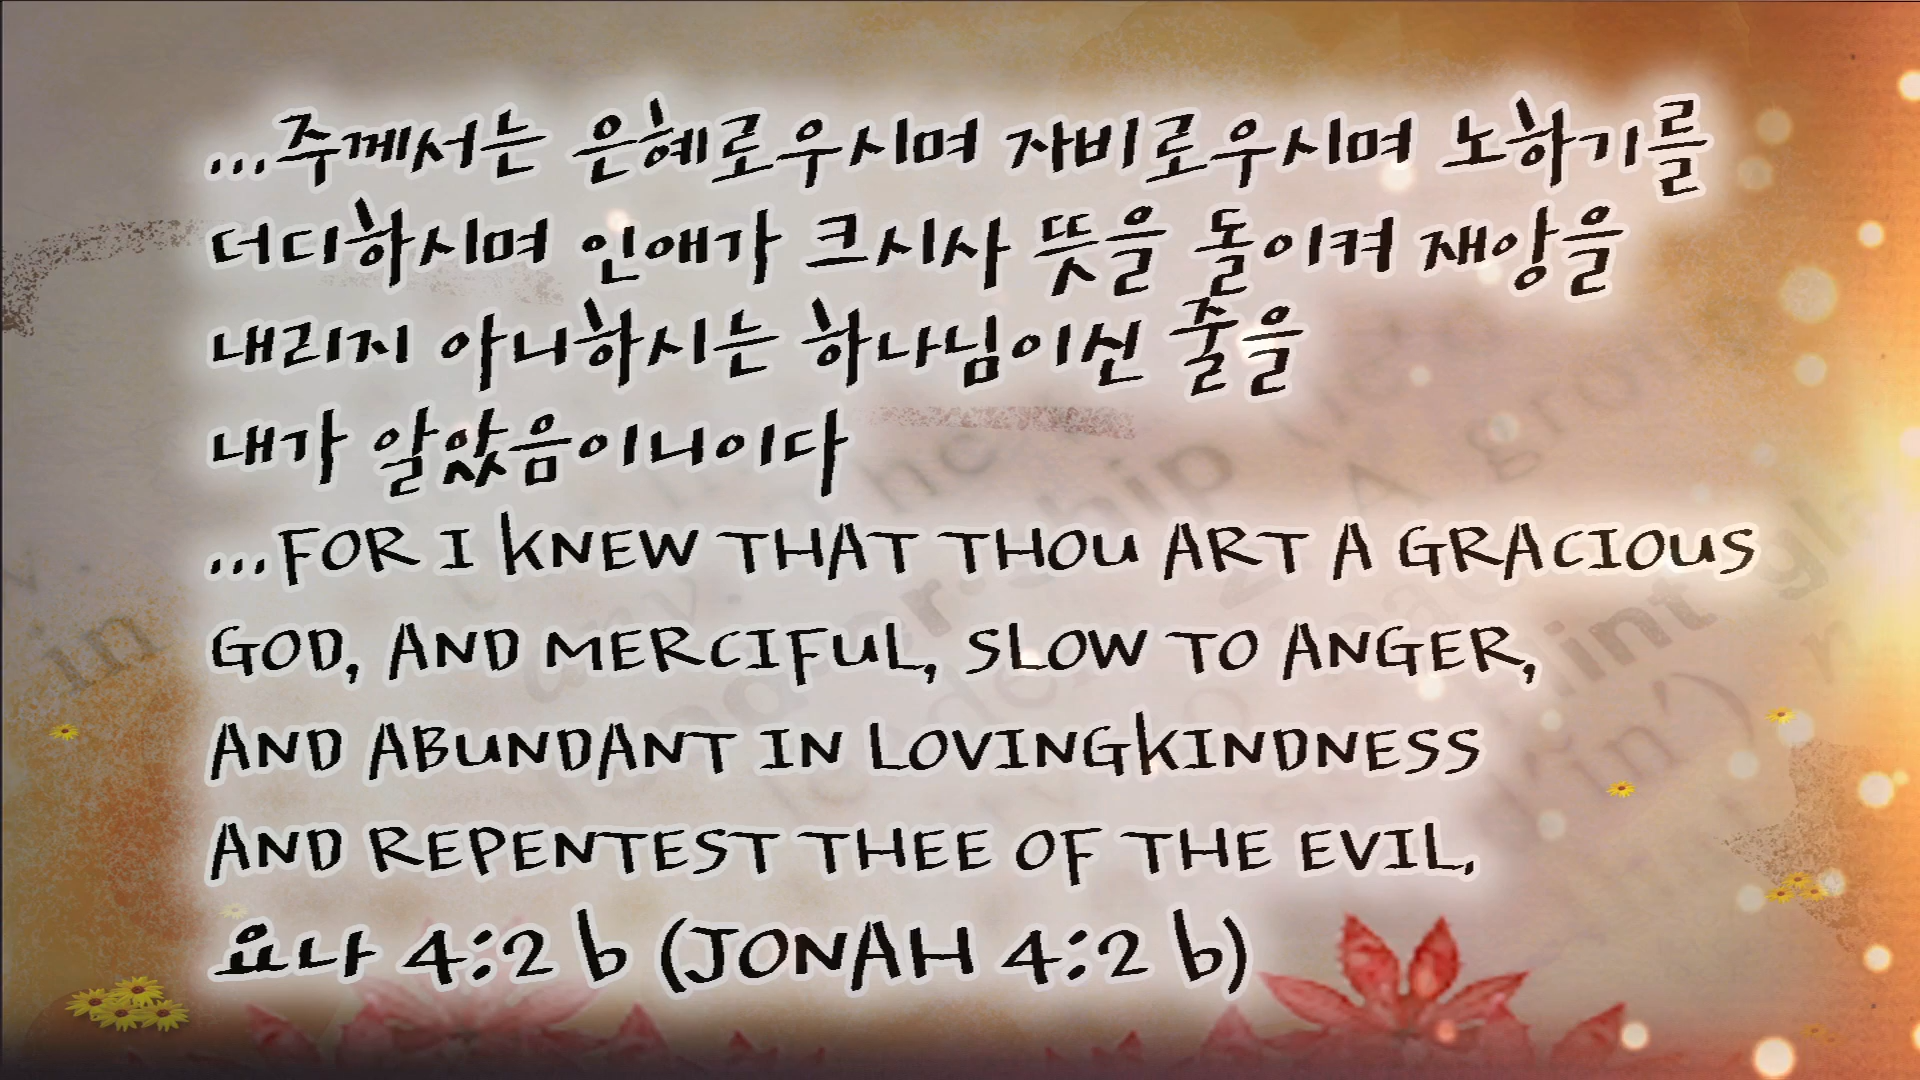 ...주께서는 은혜로우시며 자비로우시며 노하기를
더디하시며 인애가 크시사 뜻을 돌이켜 재앙을
내리지 아니하시는 하나님이신 줄을
내가 알았음이니이다
...FOR I KNEW THAT THOU ART A GRACIOUS
GOD, AND MERCIFUL, SLOW TO ANGER,
AND ABUNDANT IN LOVINGKINDNESS
AND REPENTEST THEE OF THE EVIL,
요나 4:2 b (JONAH 4:2 b)